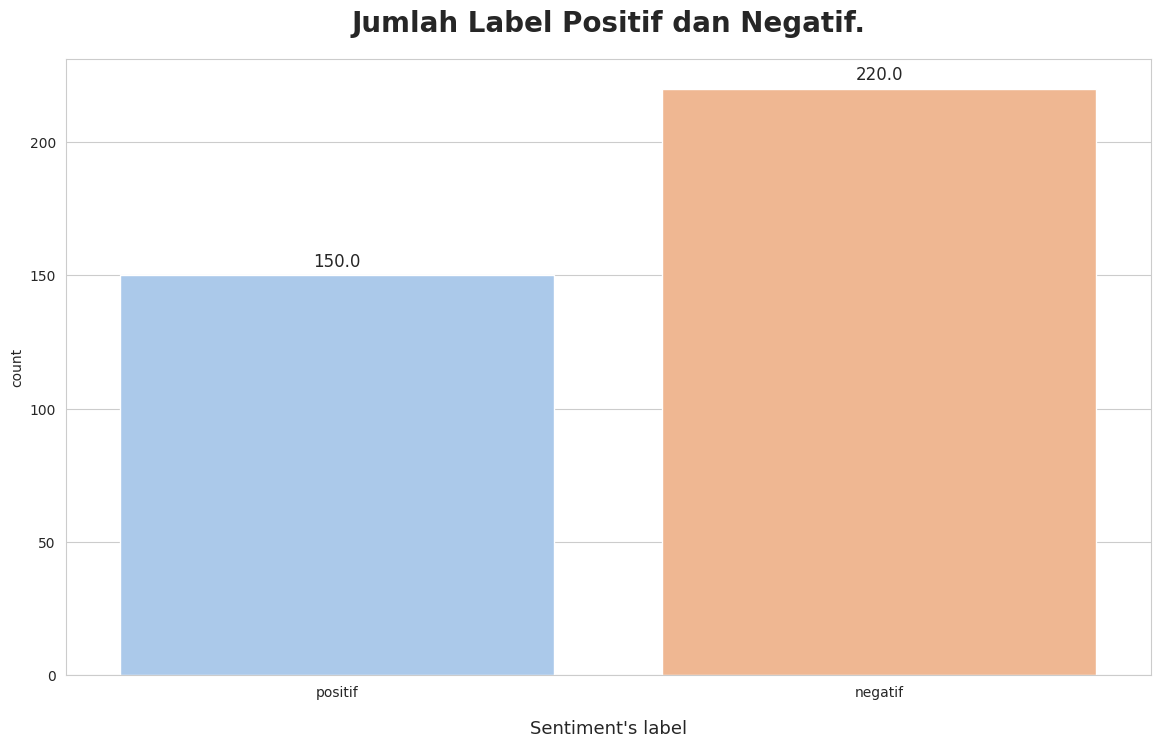 Jumlah Label Positif dan Negatif.
220.0
200
150.0
150
count
100
50
0
positif negatif
Sentiment's label